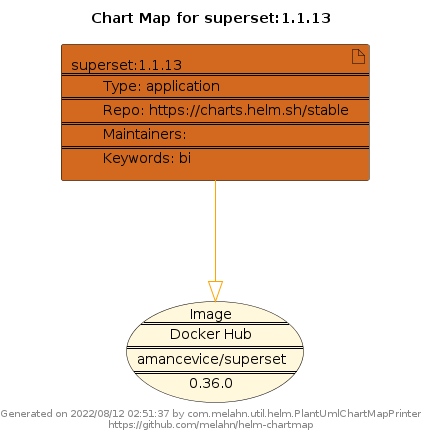 Chart Map for superset:1.1.13
superset:1.1.13
Type: application
Repo: https://charts.helm.sh/stable
Maintainers:
Keywords: bi
Image
Docker Hub
amancevice/superset
0.36.0
Generated on 2022/08/12 02:51:37 by com.melahn.util.helm.PlantUmlChartMapPrinter
https://github.com/melahn/helm-chartmap